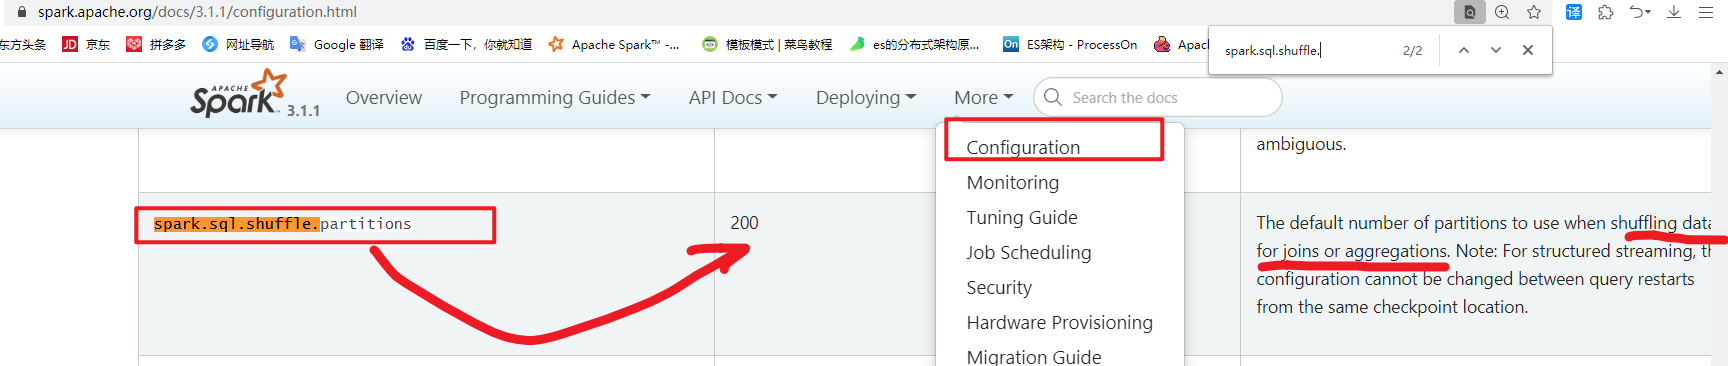 spark.apache.org/docs/3.1.1/configuration.html
译
东方头条
JD 京东
拼多多
网址导航
Google 翻译
百度一下，你就知道
Apache Spark™ -...
模板模式 | 菜鸟教程
es的分布式架构原...
On ES架构 - ProcessOn
Apac
spark.sql.shuffle. 2/2
APACHE
Spark 3.1.1
Overview
Programming Guides
API Docs
Deploying
More
Search the docs
Configuration
Monitoring
Tuning Guide
Job Scheduling
Security
Hardware Provisioning
Migration Guide
ambiguous.
spark.sql.shuffle.partitions
200
The default number of partitions to use when shuffling data
for joins or aggregations. Note: For structured streaming, th
configuration cannot be changed between query restarts
from the same checkpoint location.